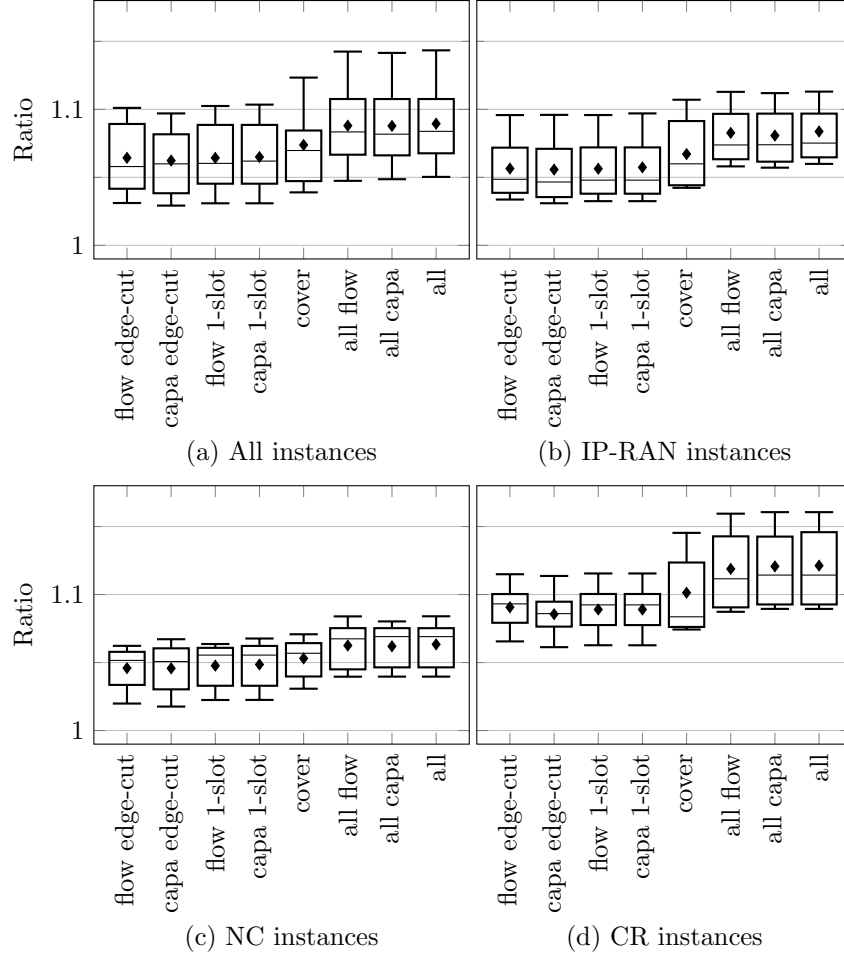 Ratio
1.1
1
flow edge-cut
capa edge-cut
flow 1-slot
capa 1-slot
cover
all flow
all capa
all
(a) All instances
flow edge-cut
capa edge-cut
flow 1-slot
capa 1-slot
cover
all flow
all capa
all
(b) IP-RAN instances
Ratio
1.1
1
flow edge-cut
capa edge-cut
flow 1-slot
capa 1-slot
cover
all flow
all capa
all
(c) NC instances
flow edge-cut
capa edge-cut
flow 1-slot
capa 1-slot
cover
all flow
all capa
all
(d) CR instances